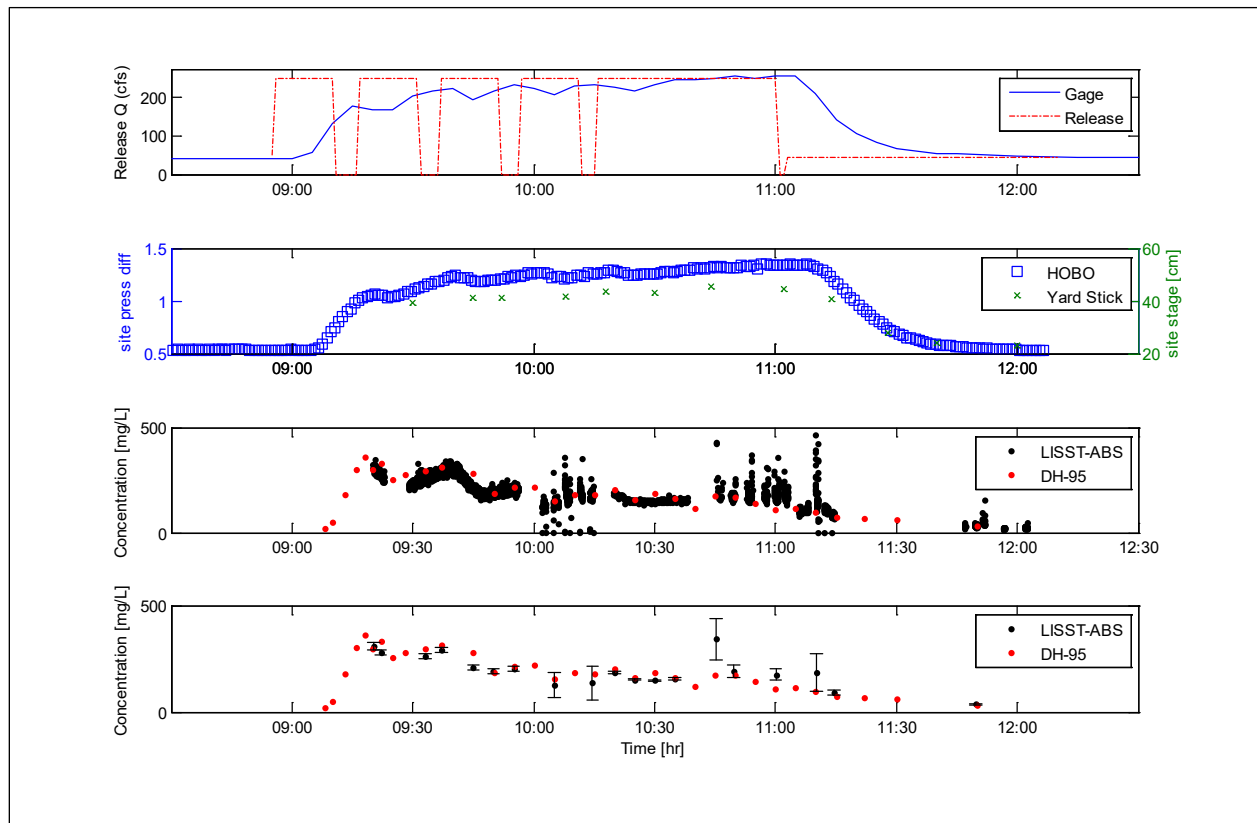 Release Q (cfs)
200
100
0
Gage
Release
09:00 10:00 11:00 12:00
site press diff
1.5
1
0.5
60
40
20
site stage [cm]
HOBO
Yard Stick
09:00 10:00 11:00 12:00
Concentration [mg/L]
500
0
LISST-ABS
DH-95
09:00 09:30 10:00 10:30 11:00 11:30 12:00 12:30
Concentration [mg/L]
500
0
LISST-ABS
DH-95
09:00 09:30 10:00 10:30 11:00 11:30 12:00
Time [hr]